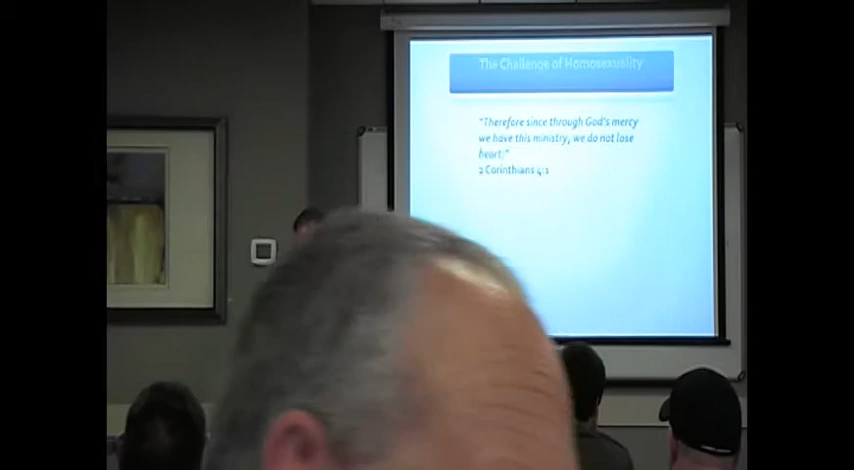 The Challenge of Homosexuality
"Therefore since through God's mercy
we have this ministry, we do not lose
heart."
2 Corinthians 4:1